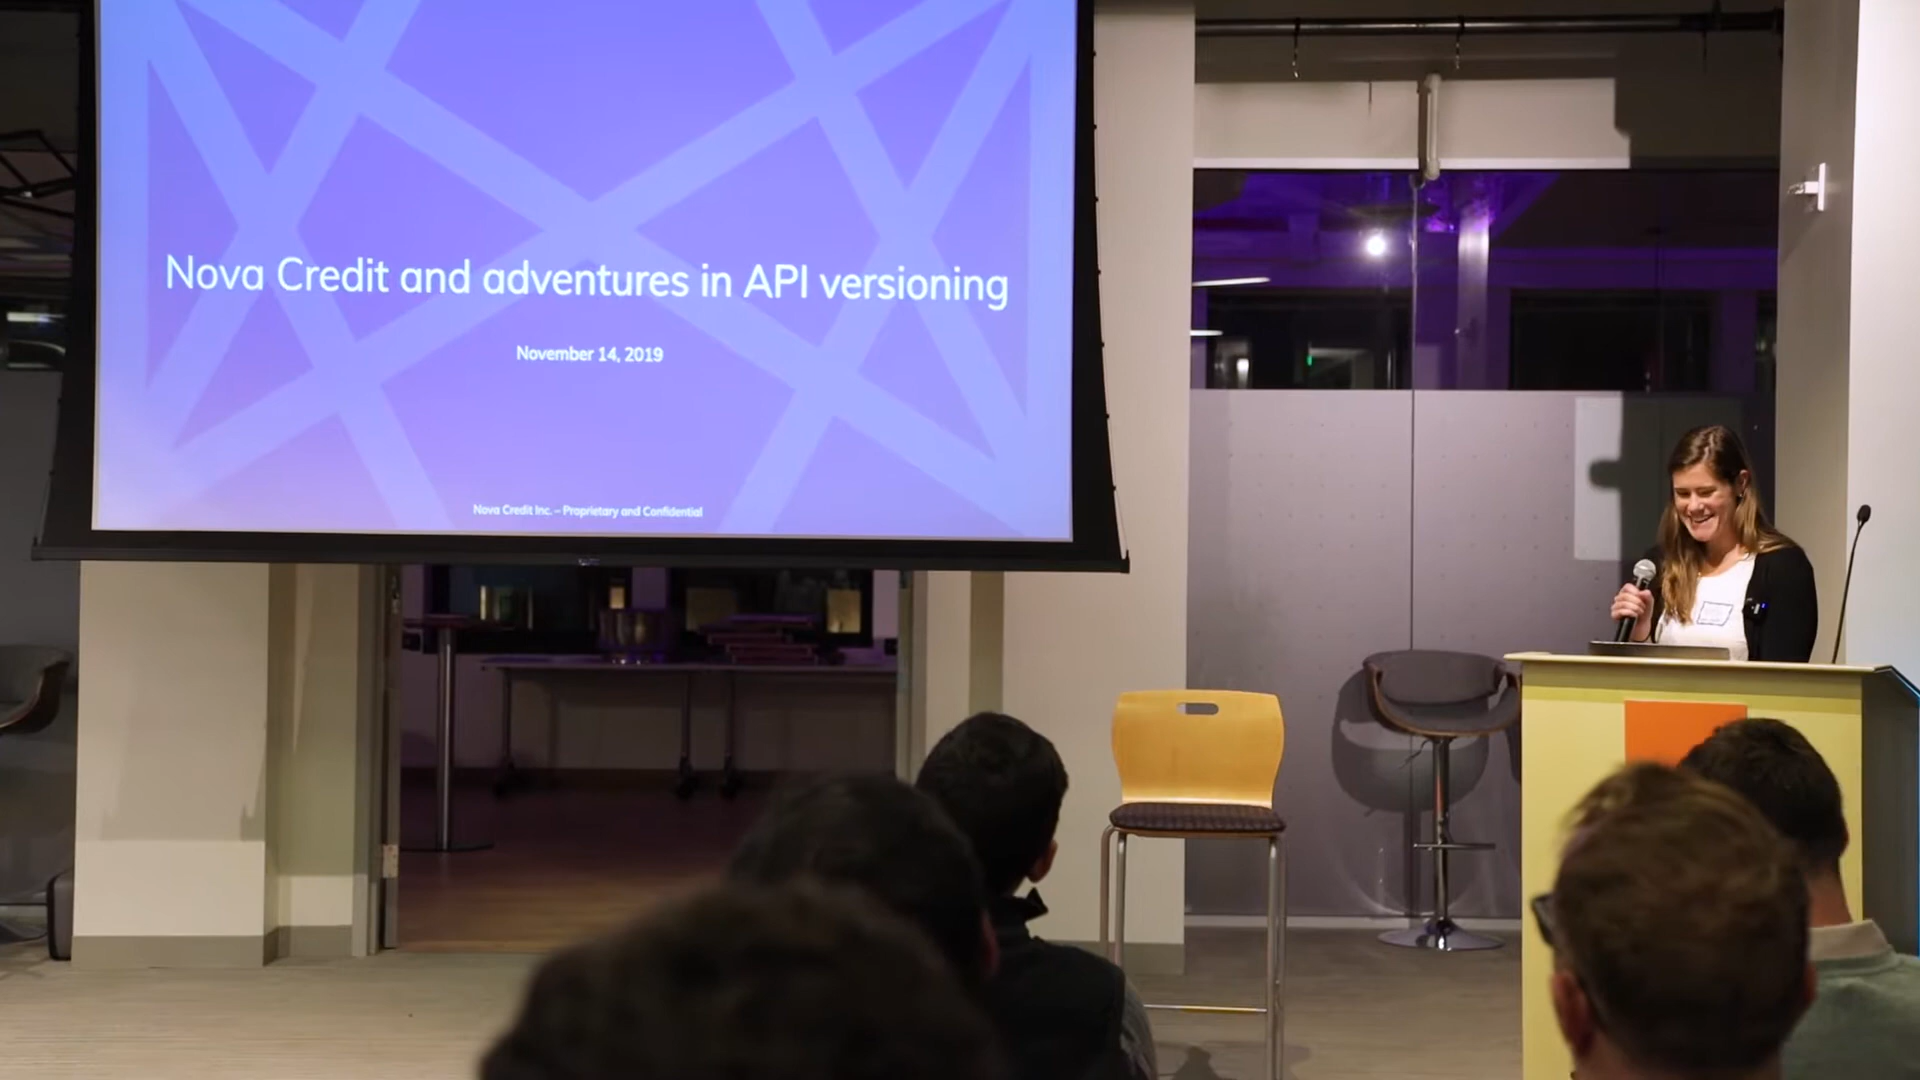 Nova Credit and adventures in API versioning
November 14, 2019
Nova Credit Inc. – Proprietary and Confidential